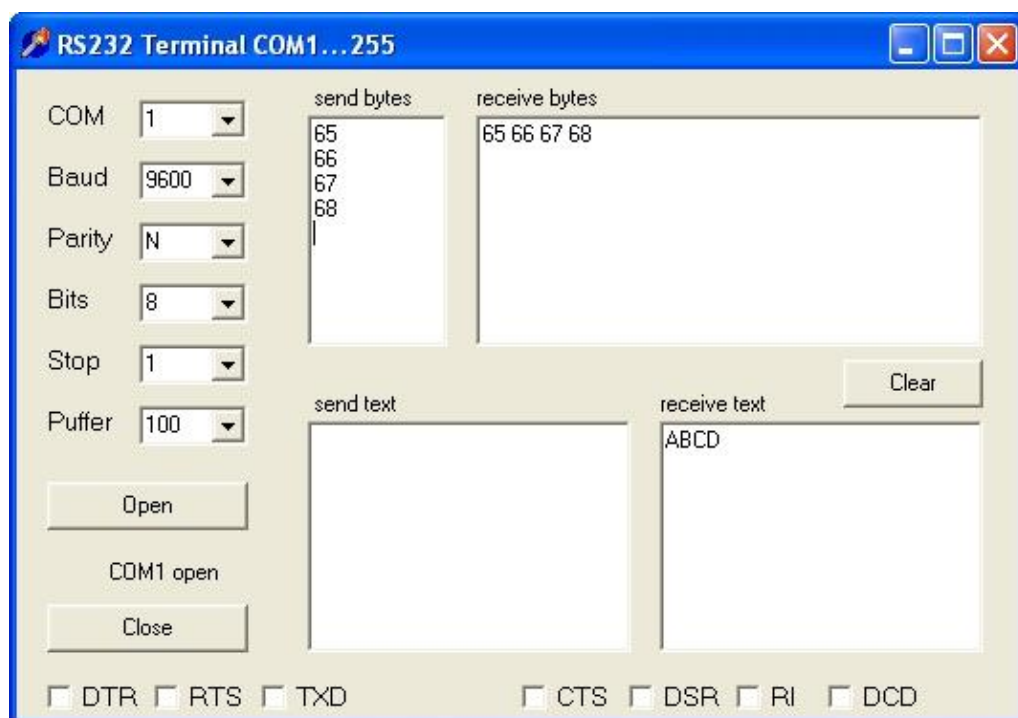 RS232 Terminal COM1...255
COM 1
Baud 9600
Parity N
Bits 8
Stop 1
Puffer 100
Open
COM1 open
Close
send bytes
65
66
67
68
receive bytes
65 66 67 68
Clear
send text
receive text
ABCD
DTR RTS TXD CTS DSR RI DCD